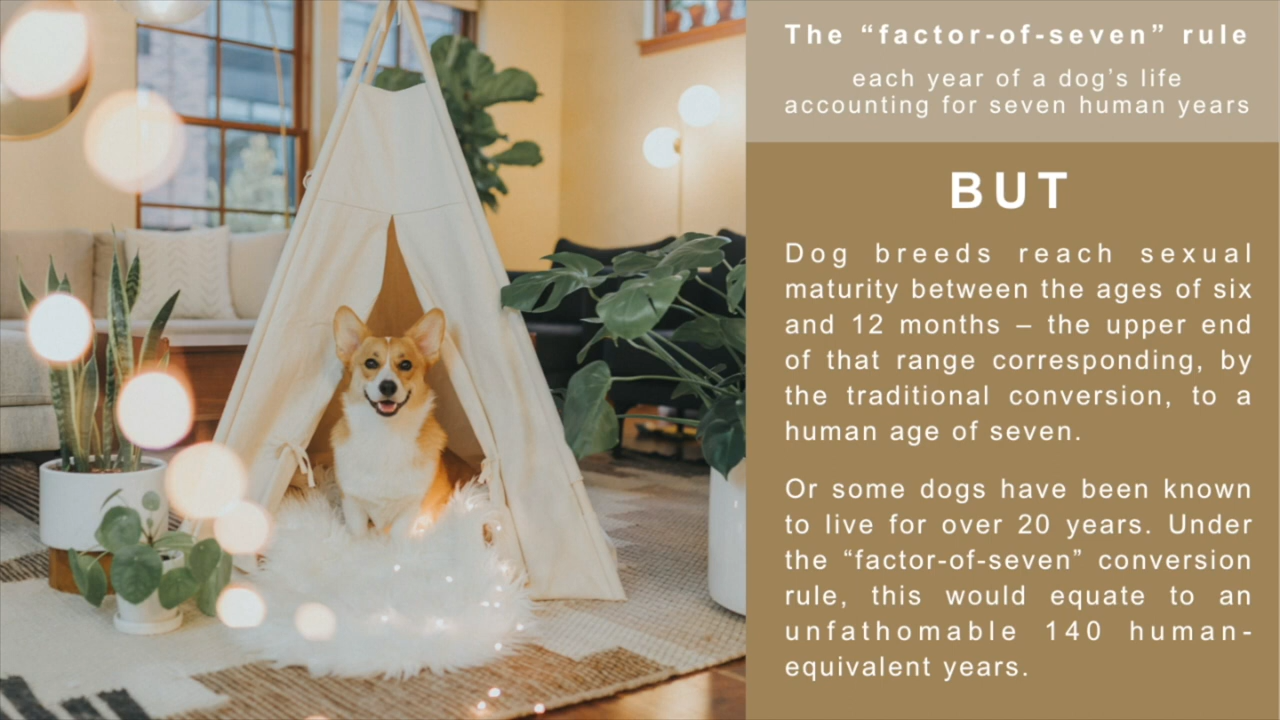 The “factor-of-seven” rule
each year of a dog’s life
accounting for seven human years
BUT
Dog breeds reach sexual
maturity between the ages of six
and 12 months – the upper end
of that range corresponding, by
the traditional conversion, to a
human age of seven.
Or some dogs have been known
to live for over 20 years. Under
the “factor-of-seven” conversion
rule, this would equate to an
unfathomable 140 human-
equivalent years.